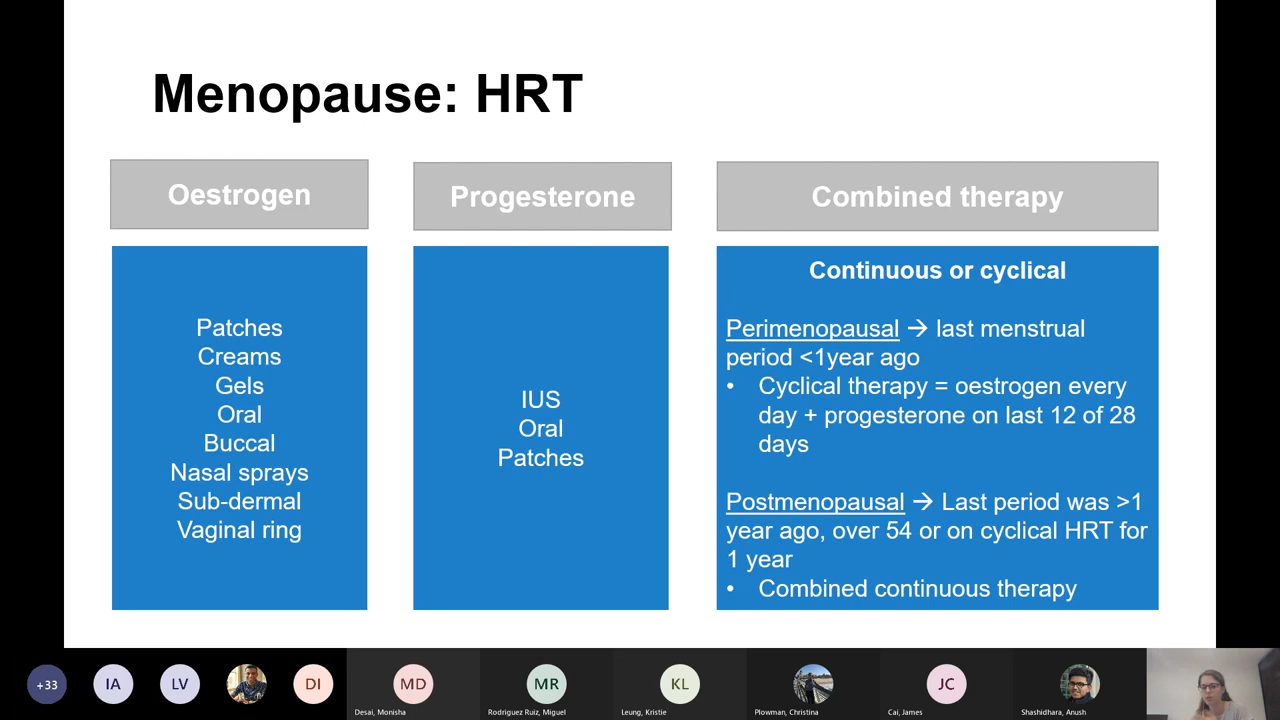 Menopause: HRT
Oestrogen
Progesterone
Combined therapy
Patches
Creams
Gels
Oral
Buccal
Nasal sprays
Sub-dermal
Vaginal ring
IUS
Oral
Patches
Continuous or cyclical
Perimenopausal → last menstrual
period <1year ago
• Cyclical therapy = oestrogen every
day + progesterone on last 12 of 28
days
Postmenopausal → Last period was >1
year ago, over 54 or on cyclical HRT for
1 year
• Combined continuous therapy
+33
IA
LV
DI
MD
MR
KL
JC
Desai, Monisha
Rodriguez Ruiz, Miguel
Leung, Kristie
Plowman, Christina
Cai, James
Shashidhara, Anush